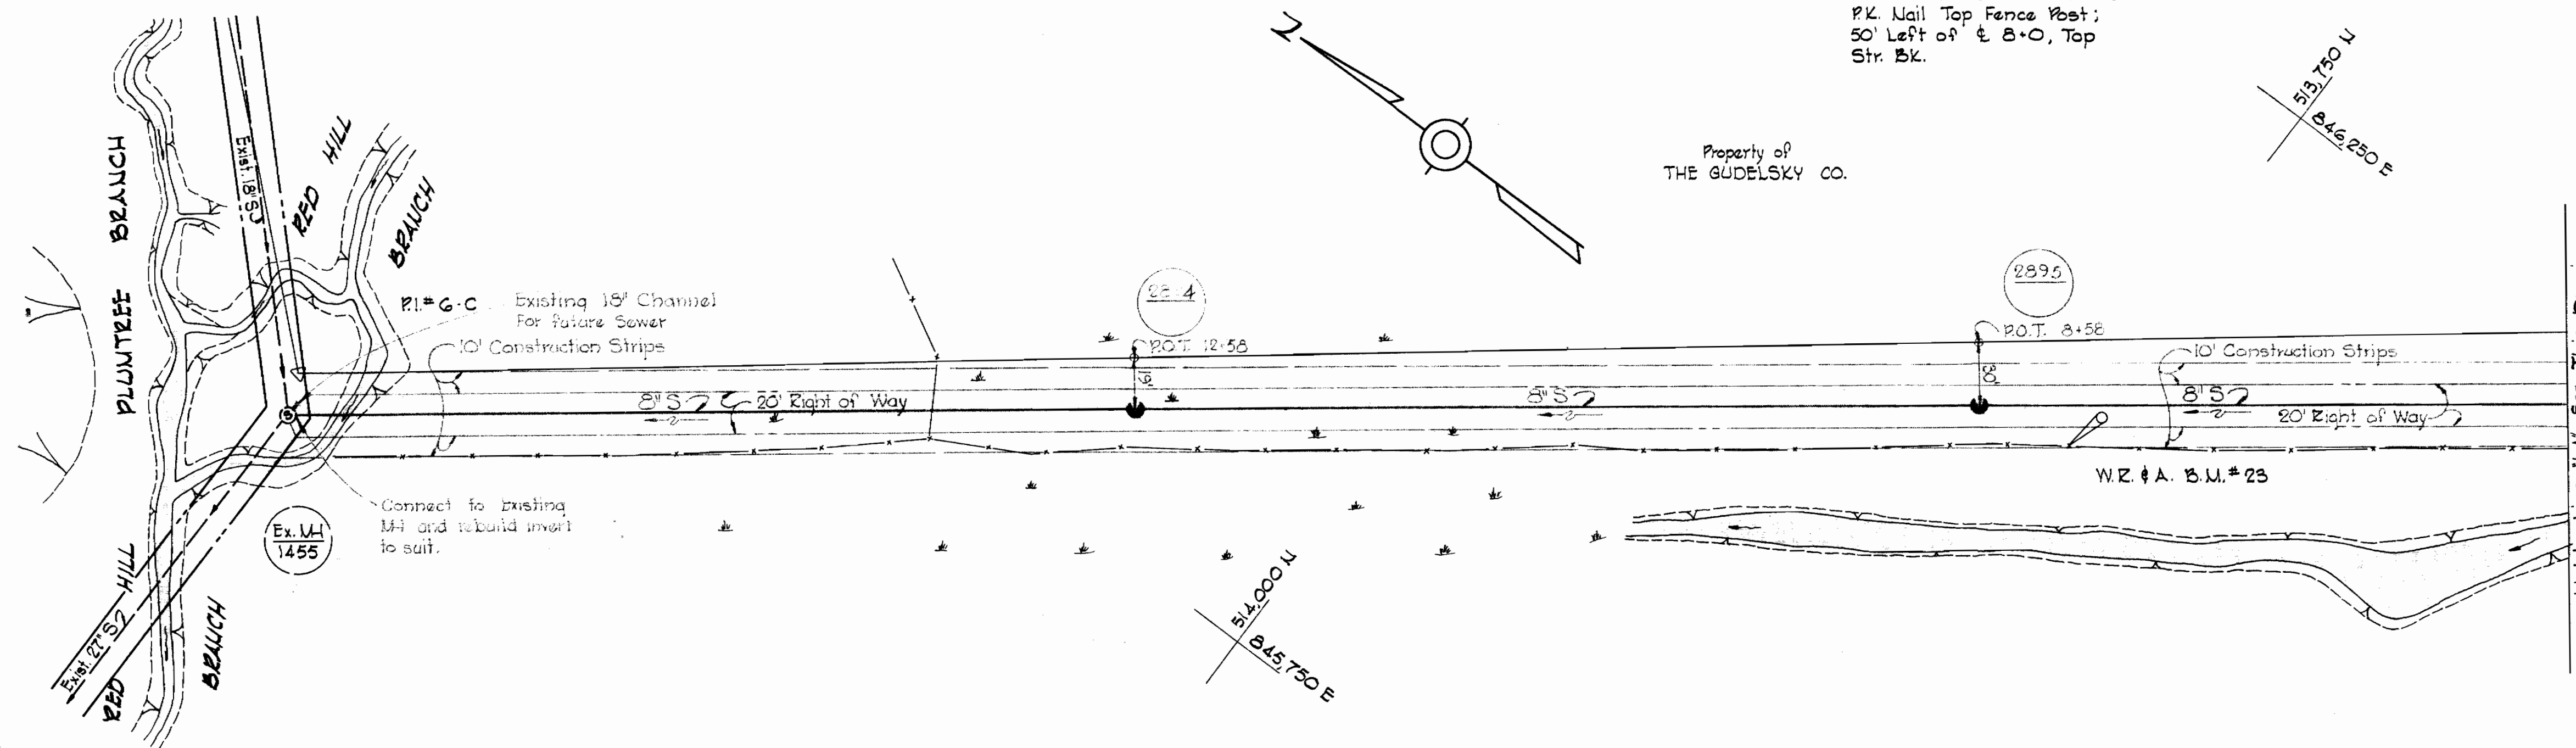 P.K. Nail Top Fence Post;
50' Left of ℄ 8+0, Top
Str. BK.
513,750 N
846,250 E
Property of
THE GUDELSKY CO.
PLUMTREE BRANCH
Exist. 18" S
RED HILL
BRANCH
P.I. # 6-C
Existing 18" Channel
For future Sewer
10' Construction Strips
P.O.T. 12+58
2895
P.O.T. 8+58
10' Construction Strips
19'
30'
8" S
20' Right of Way
8" S
8" S
20' Right of Way
W.R. & A. B.M. # 23
Connect to Existing
M-H and rebuild invert
to suit.
Ex. M-H
1455
514,000 N
845,750 E
Exist. 27" S
RED HILL
BRANCH